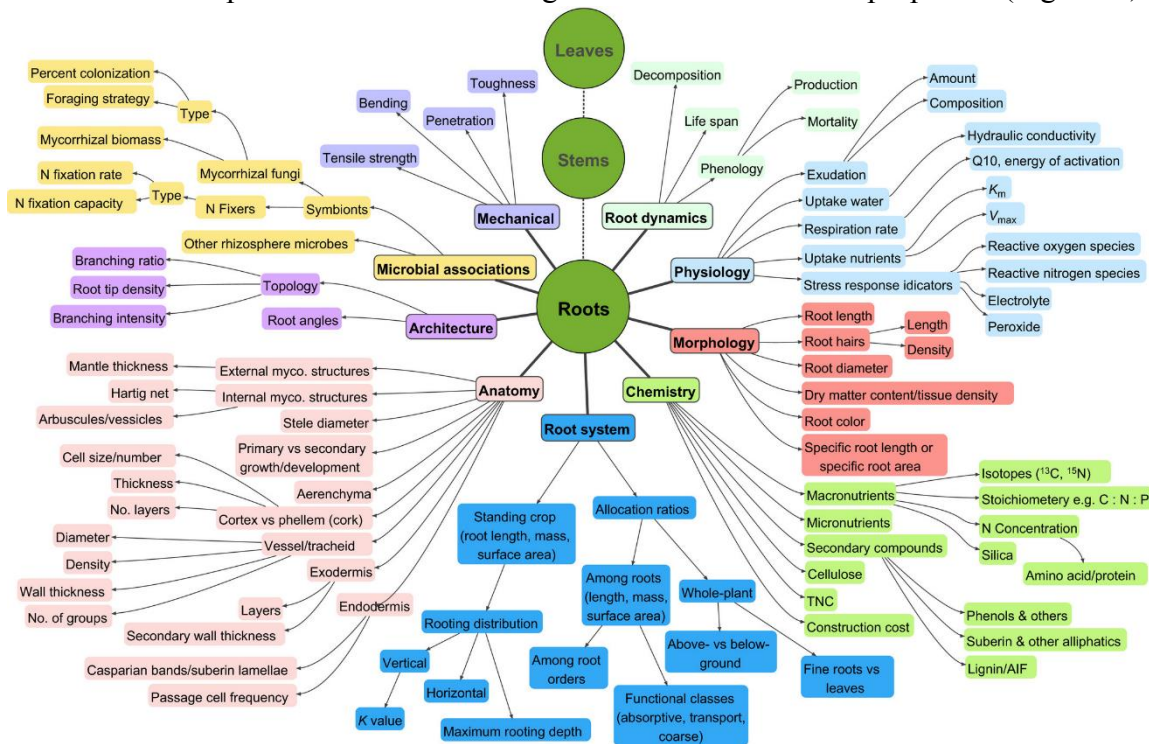 Leaves
Stems
Roots
Percent colonization
Foraging strategy
Type
Mycorrhizal biomass
Mycorrhizal fungi
N fixation rate
Type
N fixation capacity
N Fixers
Symbionts
Other rhizosphere microbes
Microbial associations
Toughness
Bending
Penetration
Tensile strength
Mechanical
Decomposition
Life span
Production
Mortality
Phenology
Root dynamics
Amount
Composition
Exudation
Hydraulic conductivity
Uptake water
Q10, energy of activation
Respiration rate
Km
Vmax
Uptake nutrients
Physiology
Stress response idicators
Reactive oxygen species
Reactive nitrogen species
Electrolyte
Peroxide
Branching ratio
Root tip density
Topology
Branching intensity
Root angles
Architecture
Morphology
Root length
Root hairs
Length
Density
Root diameter
Dry matter content/tissue density
Root color
Specific root length or
specific root area
Anatomy
Mantle thickness
External myco. structures
Hartig net
Internal myco. structures
Arbuscules/vessicles
Stele diameter
Primary vs secondary
growth/development
Aerenchyma
Cell size/number
Thickness
No. layers
Cortex vs phellem (cork)
Diameter
Vessel/tracheid
Density
Wall thickness
No. of groups
Exodermis
Layers
Secondary wall thickness
Endodermis
Casparian bands/suberin lamellae
Passage cell frequency
Root system
Standing crop
(root length, mass,
surface area)
Rooting distribution
Vertical
Horizontal
K value
Maximum rooting depth
Allocation ratios
Among roots
(length, mass,
surface area)
Among root
orders
Functional classes
(absorptive, transport,
coarse)
Whole-plant
Above- vs below-
ground
Fine roots vs
leaves
Chemistry
Macronutrients
Isotopes (¹³C, ¹⁵N)
Stoichiometery e.g. C : N : P
N Concentration
Silica
Amino acid/protein
Micronutrients
Secondary compounds
Cellulose
TNC
Construction cost
Phenols & others
Suberin & other alliphatics
Lignin/AIF